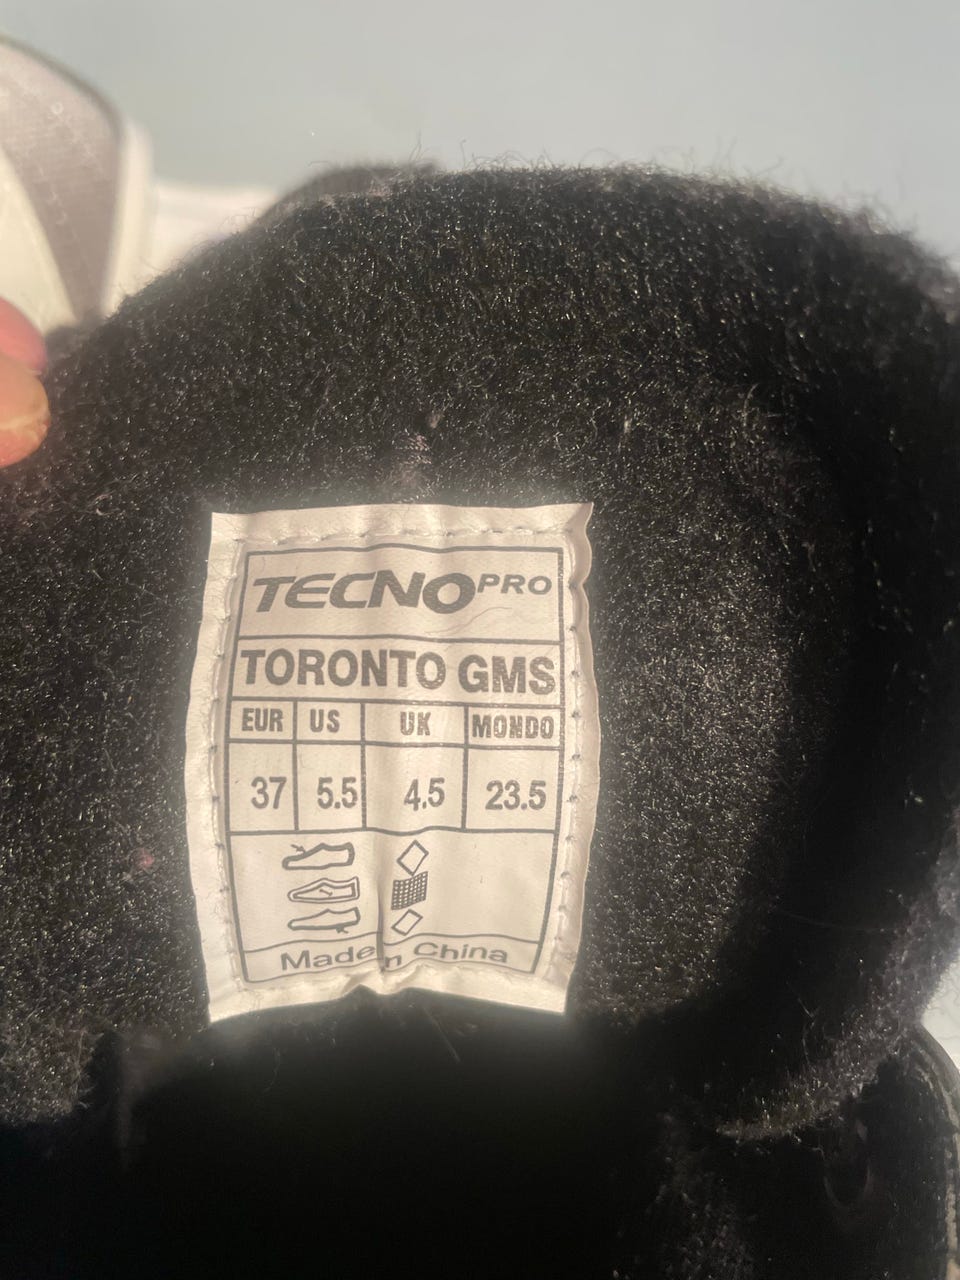 TECNOPRO
TORONTO GMS
EUR US UK MONDO
37 5.5 4.5 23.5
Made in China